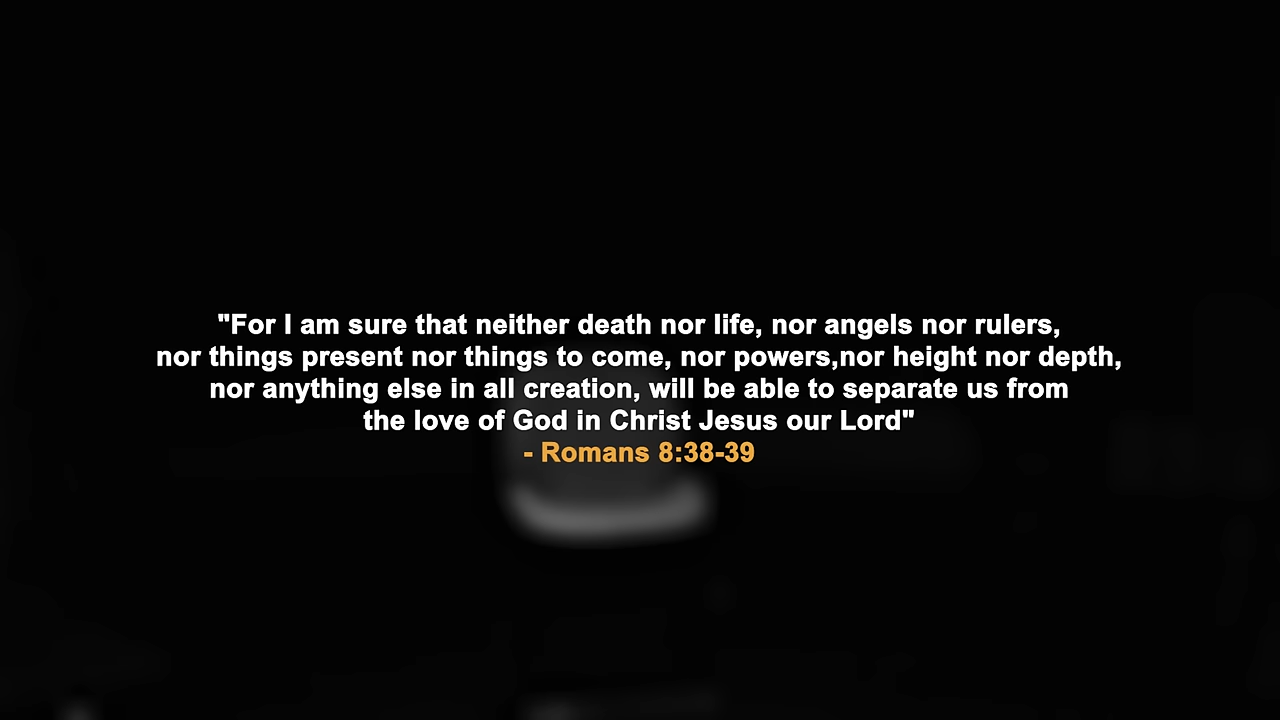 "For I am sure that neither death nor life, nor angels nor rulers,
nor things present nor things to come, nor powers,nor height nor depth,
nor anything else in all creation, will be able to separate us from
the love of God in Christ Jesus our Lord"
- Romans 8:38-39